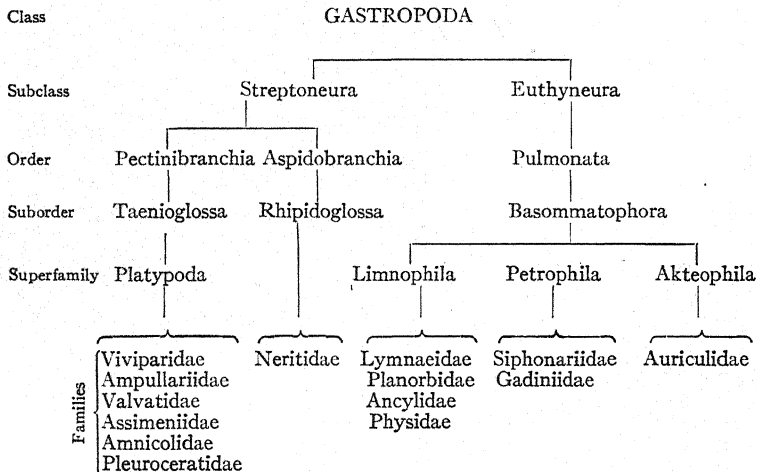 Class GASTROPODA
Subclass Streptoneura Euthyneura
Order Pectinibranchia Aspidobranchia Pulmonata
Suborder Taenioglossa Rhipidoglossa Basommatophora
Superfamily Platypoda Limnophila Petrophila Akteophila
Families
Viviparidae Neritidae Lymnaeidae Siphonariidae Auriculidae
Ampullariidae Planorbidae Gadiniidae
Valvatidae Ancylidae
Assimeniidae Physidae
Amnicolidae
Pleuroceratidae